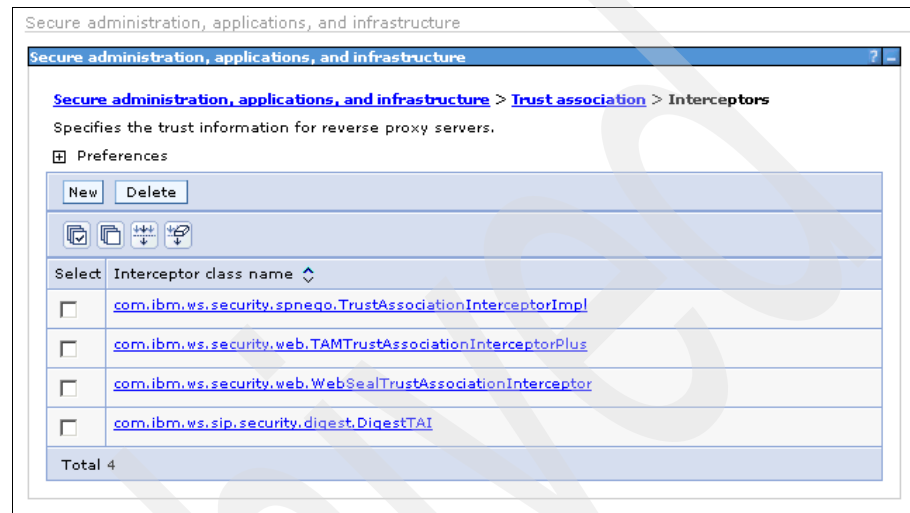 Secure administration, applications, and infrastructure
Secure administration, applications, and infrastructure ? -
Secure administration, applications, and infrastructure > Trust association > Interceptors
Specifies the trust information for reverse proxy servers.
Preferences
New Delete
Select Interceptor class name
com.ibm.ws.security.spnego.TrustAssociationInterceptorImpl
com.ibm.ws.security.web.TAMTrustAssociationInterceptorPlus
com.ibm.ws.security.web.WebSealTrustAssociationInterceptor
com.ibm.ws.sip.security.digest.DigestTAI
Total 4